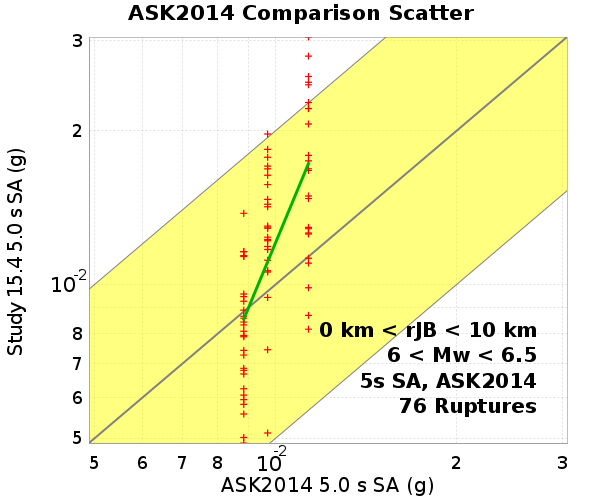 ASK2014 Comparison Scatter
3
2
10-2
8
7
6
5
Study 15.4 5.0 s SA (g)
0 km < rJB < 10 km
6 < Mw < 6.5
5s SA, ASK2014
76 Ruptures
5 6 7 8 10-2 2 3
ASK2014 5.0 s SA (g)